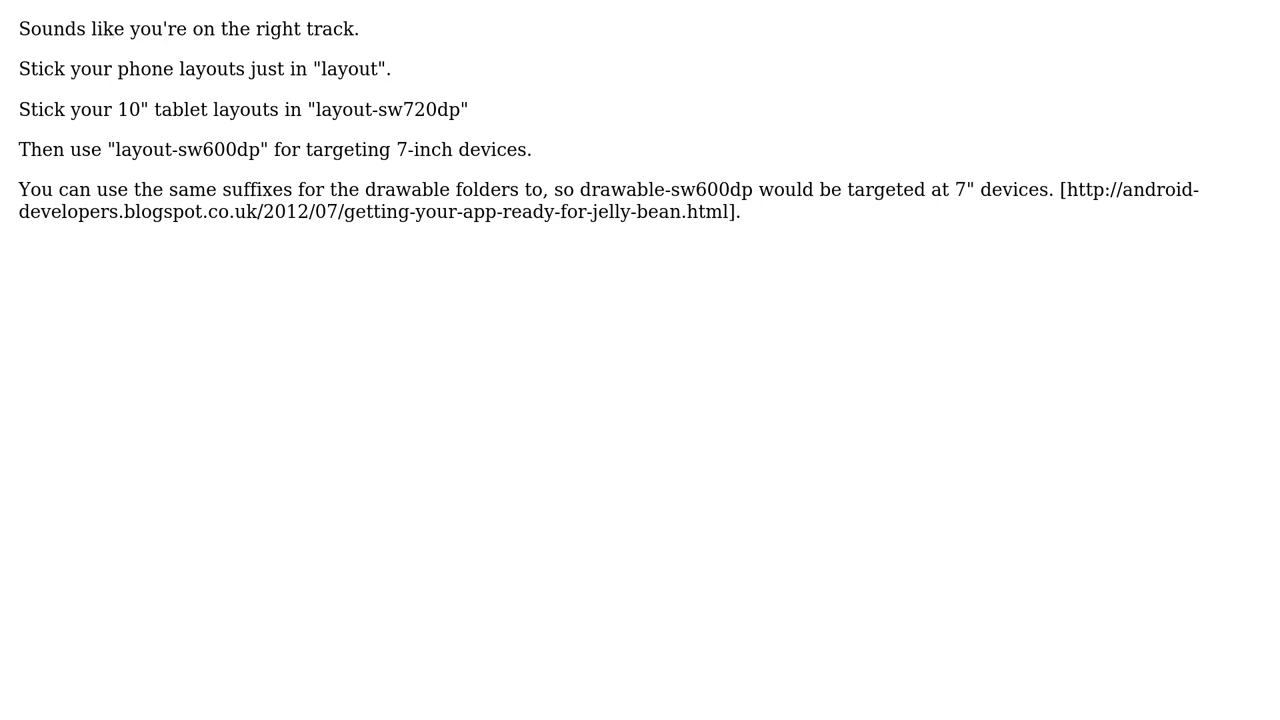 Sounds like you're on the right track.
Stick your phone layouts just in "layout".
Stick your 10" tablet layouts in "layout-sw720dp"
Then use "layout-sw600dp" for targeting 7-inch devices.
You can use the same suffixes for the drawable folders to, so drawable-sw600dp would be targeted at 7" devices. [http://android-
developers.blogspot.co.uk/2012/07/getting-your-app-ready-for-jelly-bean.html].